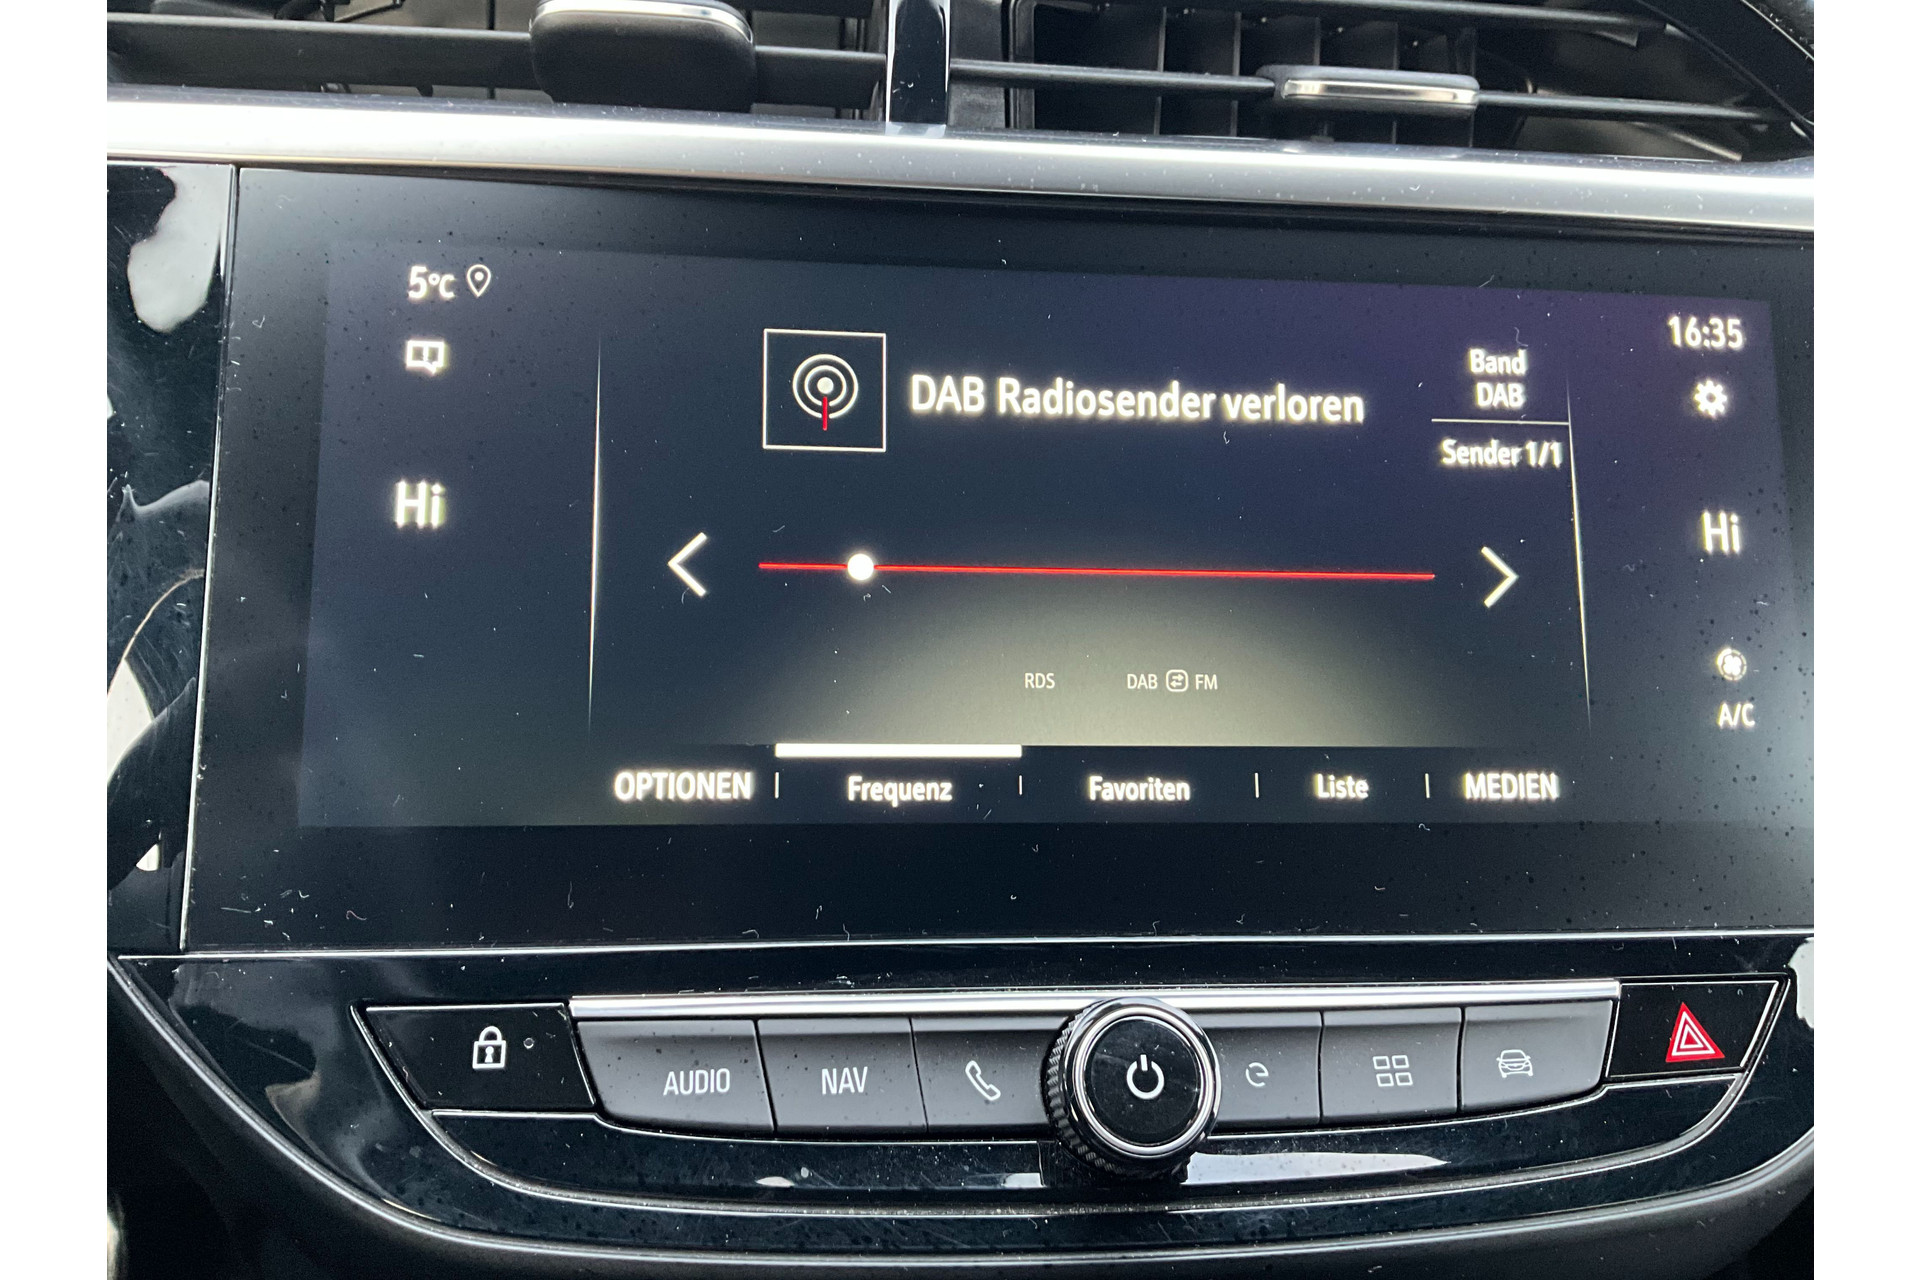 5°C
16:35
DAB Radiosender verloren
Band
DAB
Sender 1/1
Hi
Hi
RDS
DAB FM
A/C
OPTIONEN
Frequenz
Favoriten
Liste
MEDIEN
AUDIO
NAV